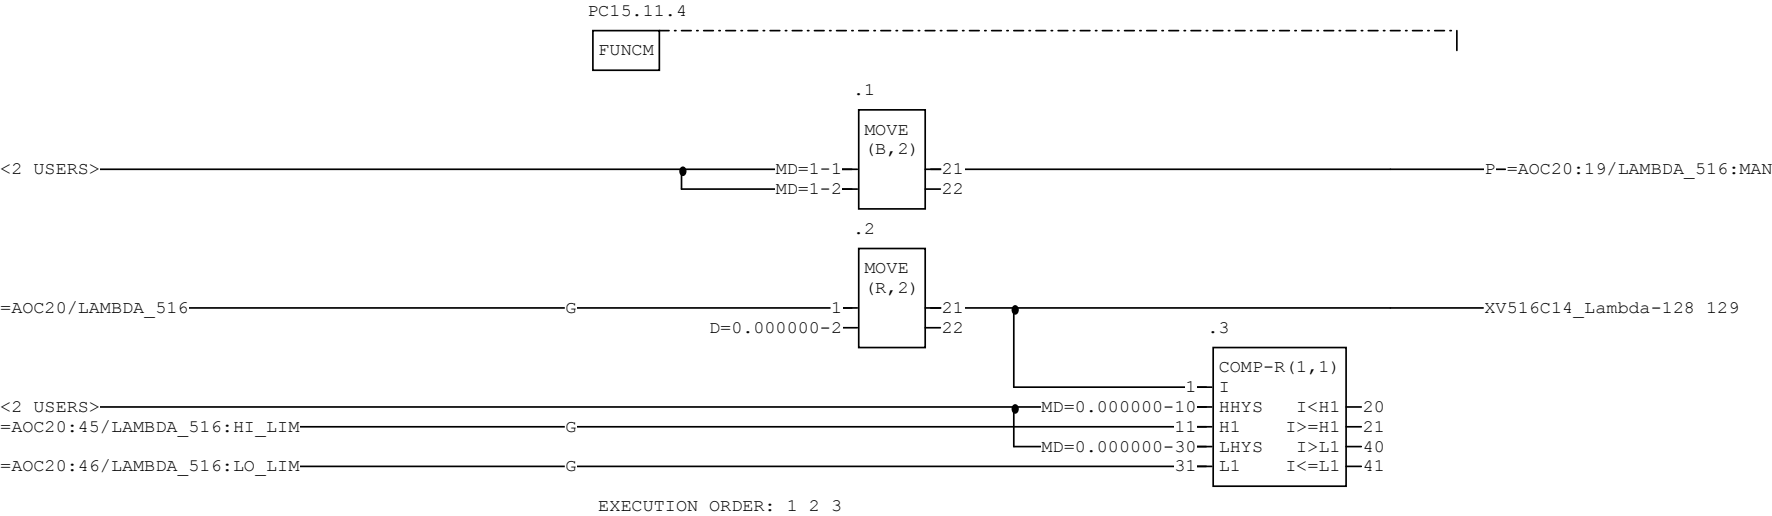 PC15.11.4
FUNCM
.1
MOVE
(B,2)
<2 USERS> MD=1-1 21 P-=AOC20:19/LAMBDA_516:MAN
MD=1-2 22
.2
MOVE
(R,2)
=AOC20/LAMBDA_516 G 1 21 XV516C14_Lambda-128 129
D=0.000000-2 22
.3
COMP-R(1,1)
1 I
<2 USERS> MD=0.000000-10 HHYS I<H1 20
=AOC20:45/LAMBDA_516:HI_LIM G 11 H1 I>=H1 21
MD=0.000000-30 LHYS I>L1 40
=AOC20:46/LAMBDA_516:LO_LIM G 31 L1 I<=L1 41
EXECUTION ORDER: 1 2 3